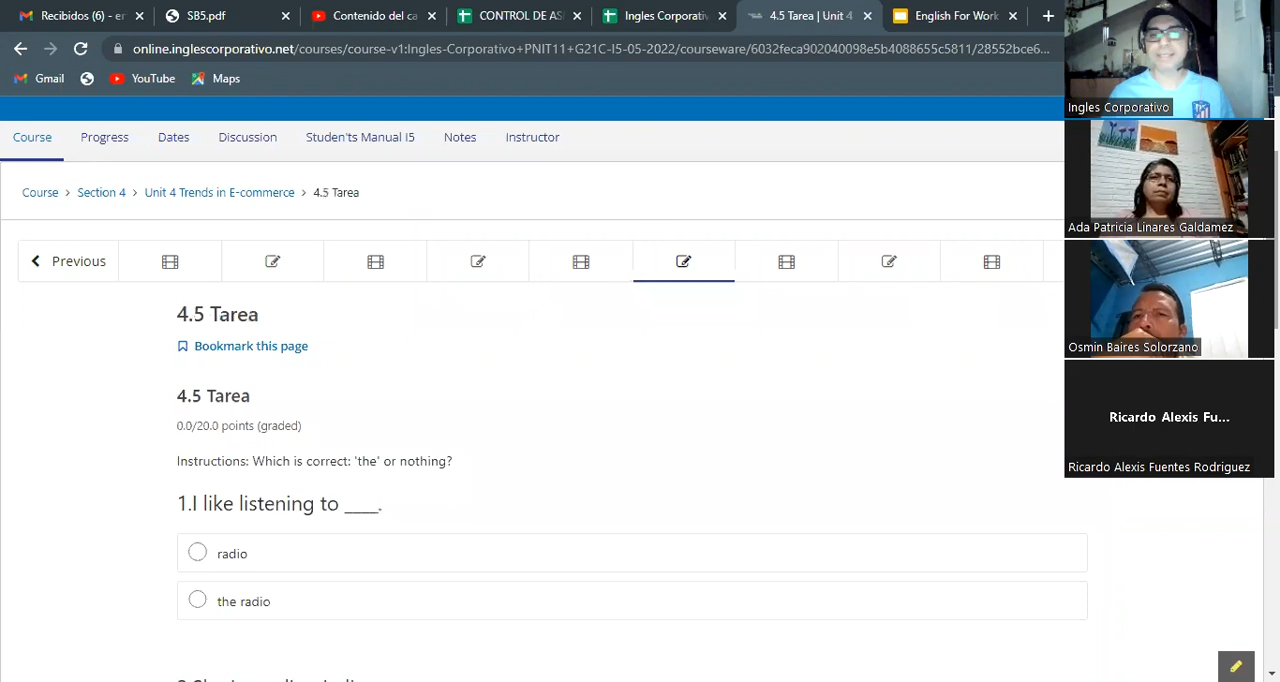 Recibidos (6) - er
SB5.pdf
Contenido del ca
CONTROL DE AS
Ingles Corporativ
4.5 Tarea | Unit 4
English For Work
online.inglescorporativo.net/courses/course-v1:Ingles-Corporativo+PNIT11+G21C-I5-05-2022/courseware/6032feca902040098e5b4088655c5811/28552bce6...
Gmail
YouTube
Maps
Ingles Corporativo
Course
Progress
Dates
Discussion
Studen'ts Manual I5
Notes
Instructor
Course > Section 4 > Unit 4 Trends in E-commerce > 4.5 Tarea
Ada Patricia Linares Galdamez
Previous
4.5 Tarea
Bookmark this page
Osmin Baires Solorzano
4.5 Tarea
0.0/20.0 points (graded)
Ricardo Alexis Fu...
Instructions: Which is correct: 'the' or nothing?
Ricardo Alexis Fuentes Rodriguez
1.I like listening to ____.
radio
the radio